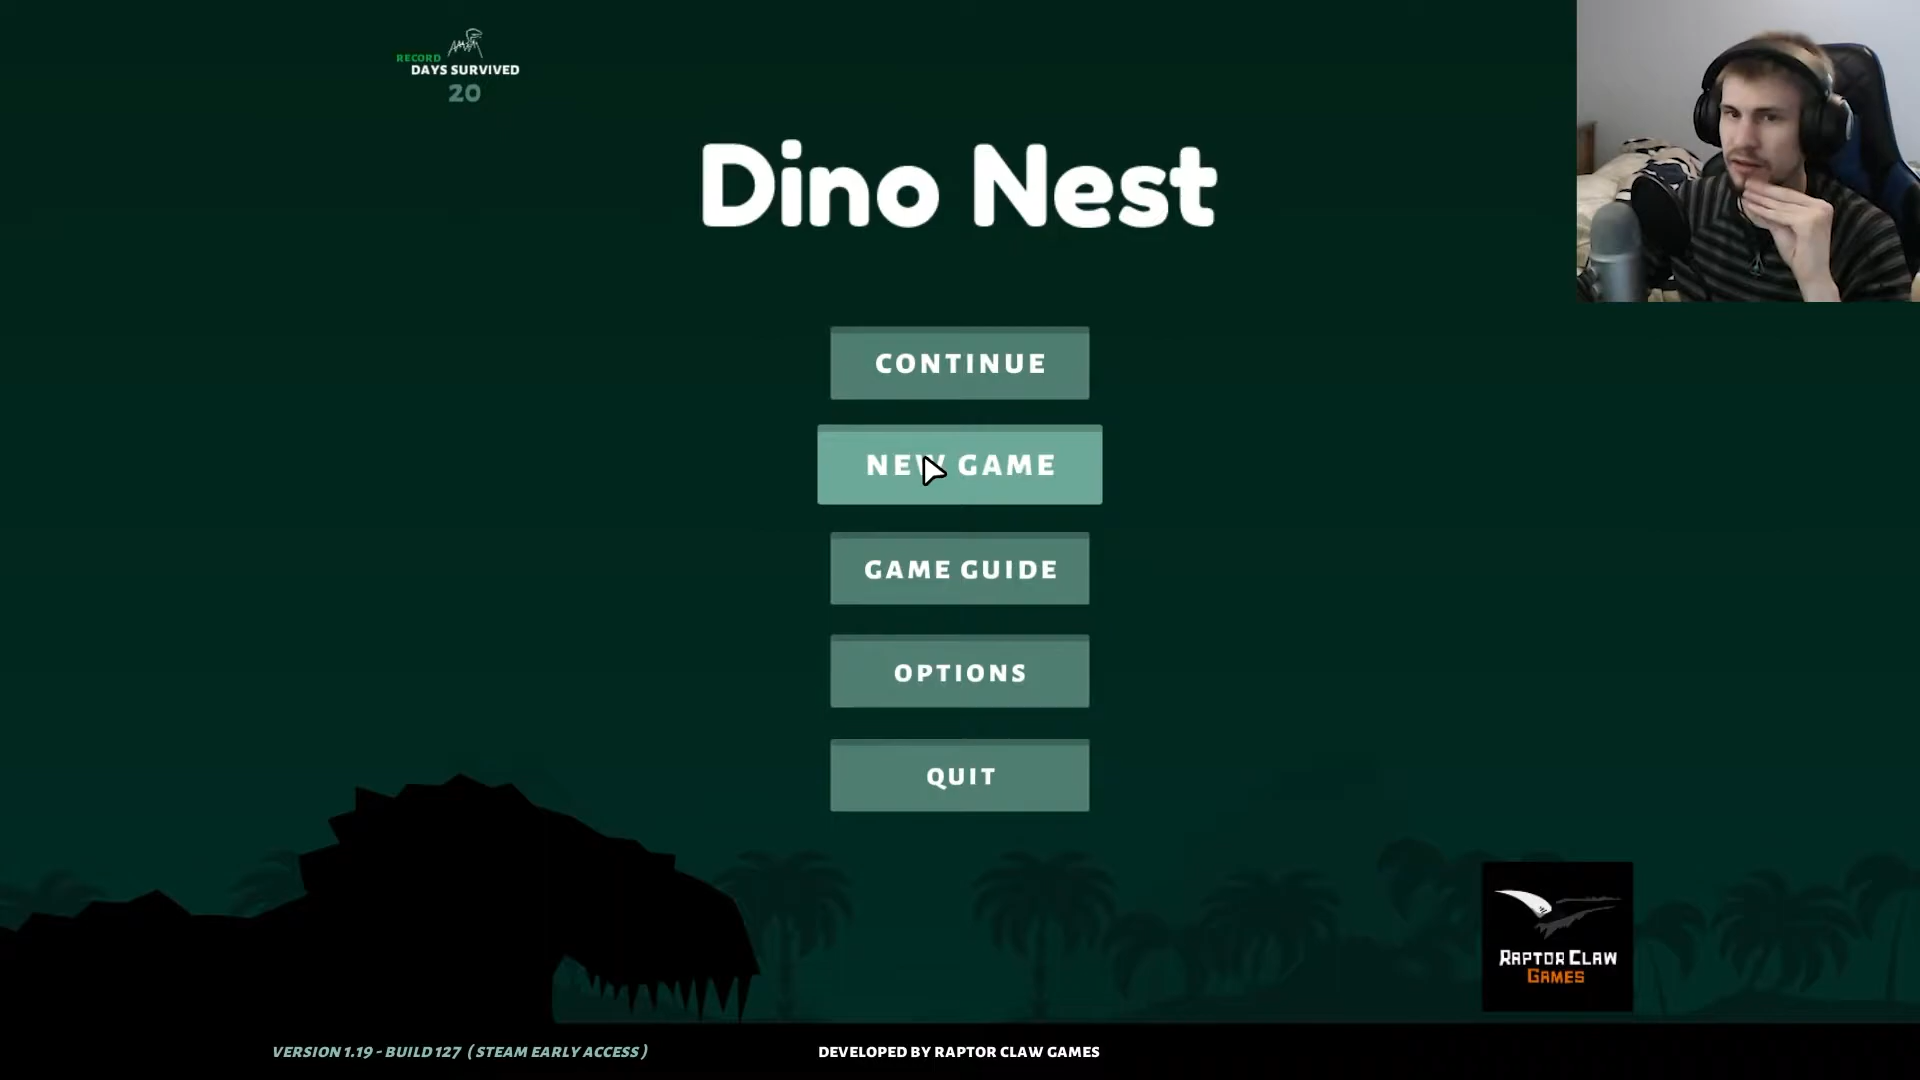 RECORD
DAYS SURVIVED
20
Dino Nest
CONTINUE
NEW GAME
GAME GUIDE
OPTIONS
QUIT
RAPTOR CLAW
GAMES
VERSION 1.19 - BUILD 127 ( STEAM EARLY ACCESS )
DEVELOPED BY RAPTOR CLAW GAMES